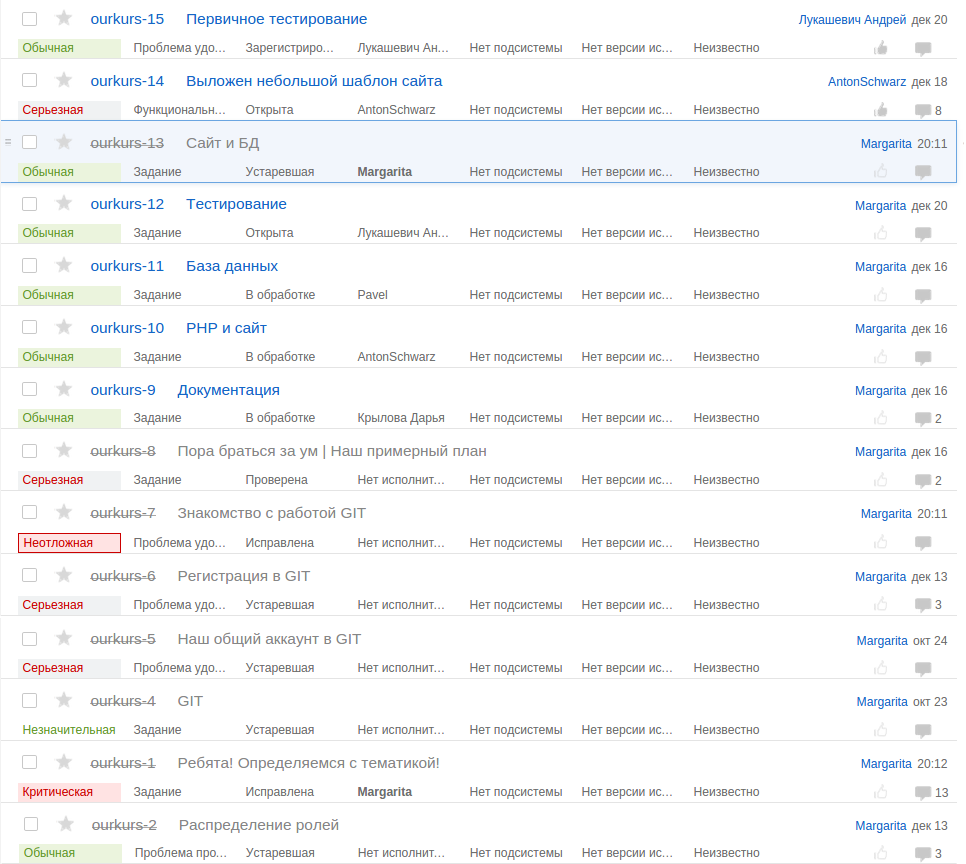 ourkurs-15 Первичное тестирование Лукашевич Андрей дек 20
Обычная Проблема удо... Зарегистриро... Лукашевич Ан... Нет подсистемы Нет версии ис... Неизвестно
ourkurs-14 Выложен небольшой шаблон сайта AntonSchwarz дек 18
Серьезная Функциональн... Открыта AntonSchwarz Нет подсистемы Нет версии ис... Неизвестно 8
ourkurs-13 Сайт и БД Margarita 20:11
Обычная Задание Устаревшая Margarita Нет подсистемы Нет версии ис... Неизвестно
ourkurs-12 Тестирование Margarita дек 20
Обычная Задание Открыта Лукашевич Ан... Нет подсистемы Нет версии ис... Неизвестно
ourkurs-11 База данных Margarita дек 16
Обычная Задание В обработке Pavel Нет подсистемы Нет версии ис... Неизвестно
ourkurs-10 PHP и сайт Margarita дек 16
Обычная Задание В обработке AntonSchwarz Нет подсистемы Нет версии ис... Неизвестно
ourkurs-9 Документация Margarita дек 16
Обычная Задание В обработке Крылова Дарья Нет подсистемы Нет версии ис... Неизвестно 2
ourkurs-8 Пора браться за ум | Наш примерный план Margarita дек 16
Серьезная Задание Проверена Нет исполнит... Нет подсистемы Нет версии ис... Неизвестно 2
ourkurs-7 Знакомство с работой GIT Margarita 20:11
Неотложная Проблема удо... Исправлена Нет исполнит... Нет подсистемы Нет версии ис... Неизвестно
ourkurs-6 Регистрация в GIT Margarita дек 13
Серьезная Проблема удо... Устаревшая Нет исполнит... Нет подсистемы Нет версии ис... Неизвестно 3
ourkurs-5 Наш общий аккаунт в GIT Margarita окт 24
Серьезная Проблема удо... Устаревшая Нет исполнит... Нет подсистемы Нет версии ис... Неизвестно
ourkurs-4 GIT Margarita окт 23
Незначительная Задание Устаревшая Нет исполнит... Нет подсистемы Нет версии ис... Неизвестно
ourkurs-1 Ребята! Определяемся с тематикой! Margarita 20:12
Критическая Задание Исправлена Margarita Нет подсистемы Нет версии ис... Неизвестно 13
ourkurs-2 Распределение ролей Margarita дек 13
Обычная Проблема про... Устаревшая Нет исполнит... Нет подсистемы Нет версии ис... Неизвестно 3